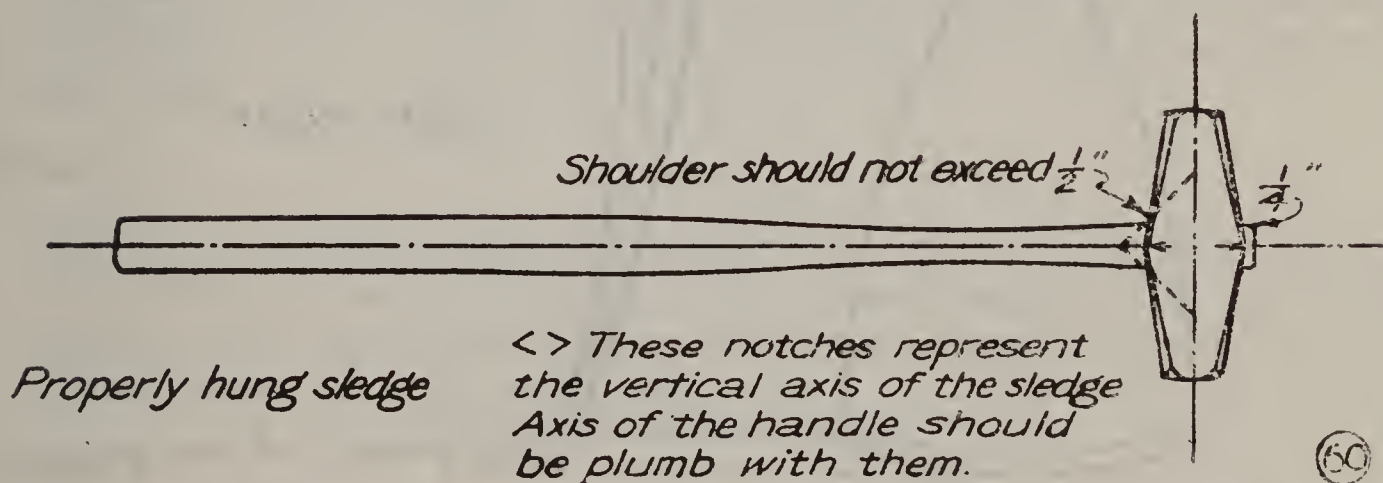 Shoulder should not exceed 1/2"
1/4"
Properly hung sledge
<> These notches represent
the vertical axis of the sledge
Axis of the handle should
be plumb with them.
60